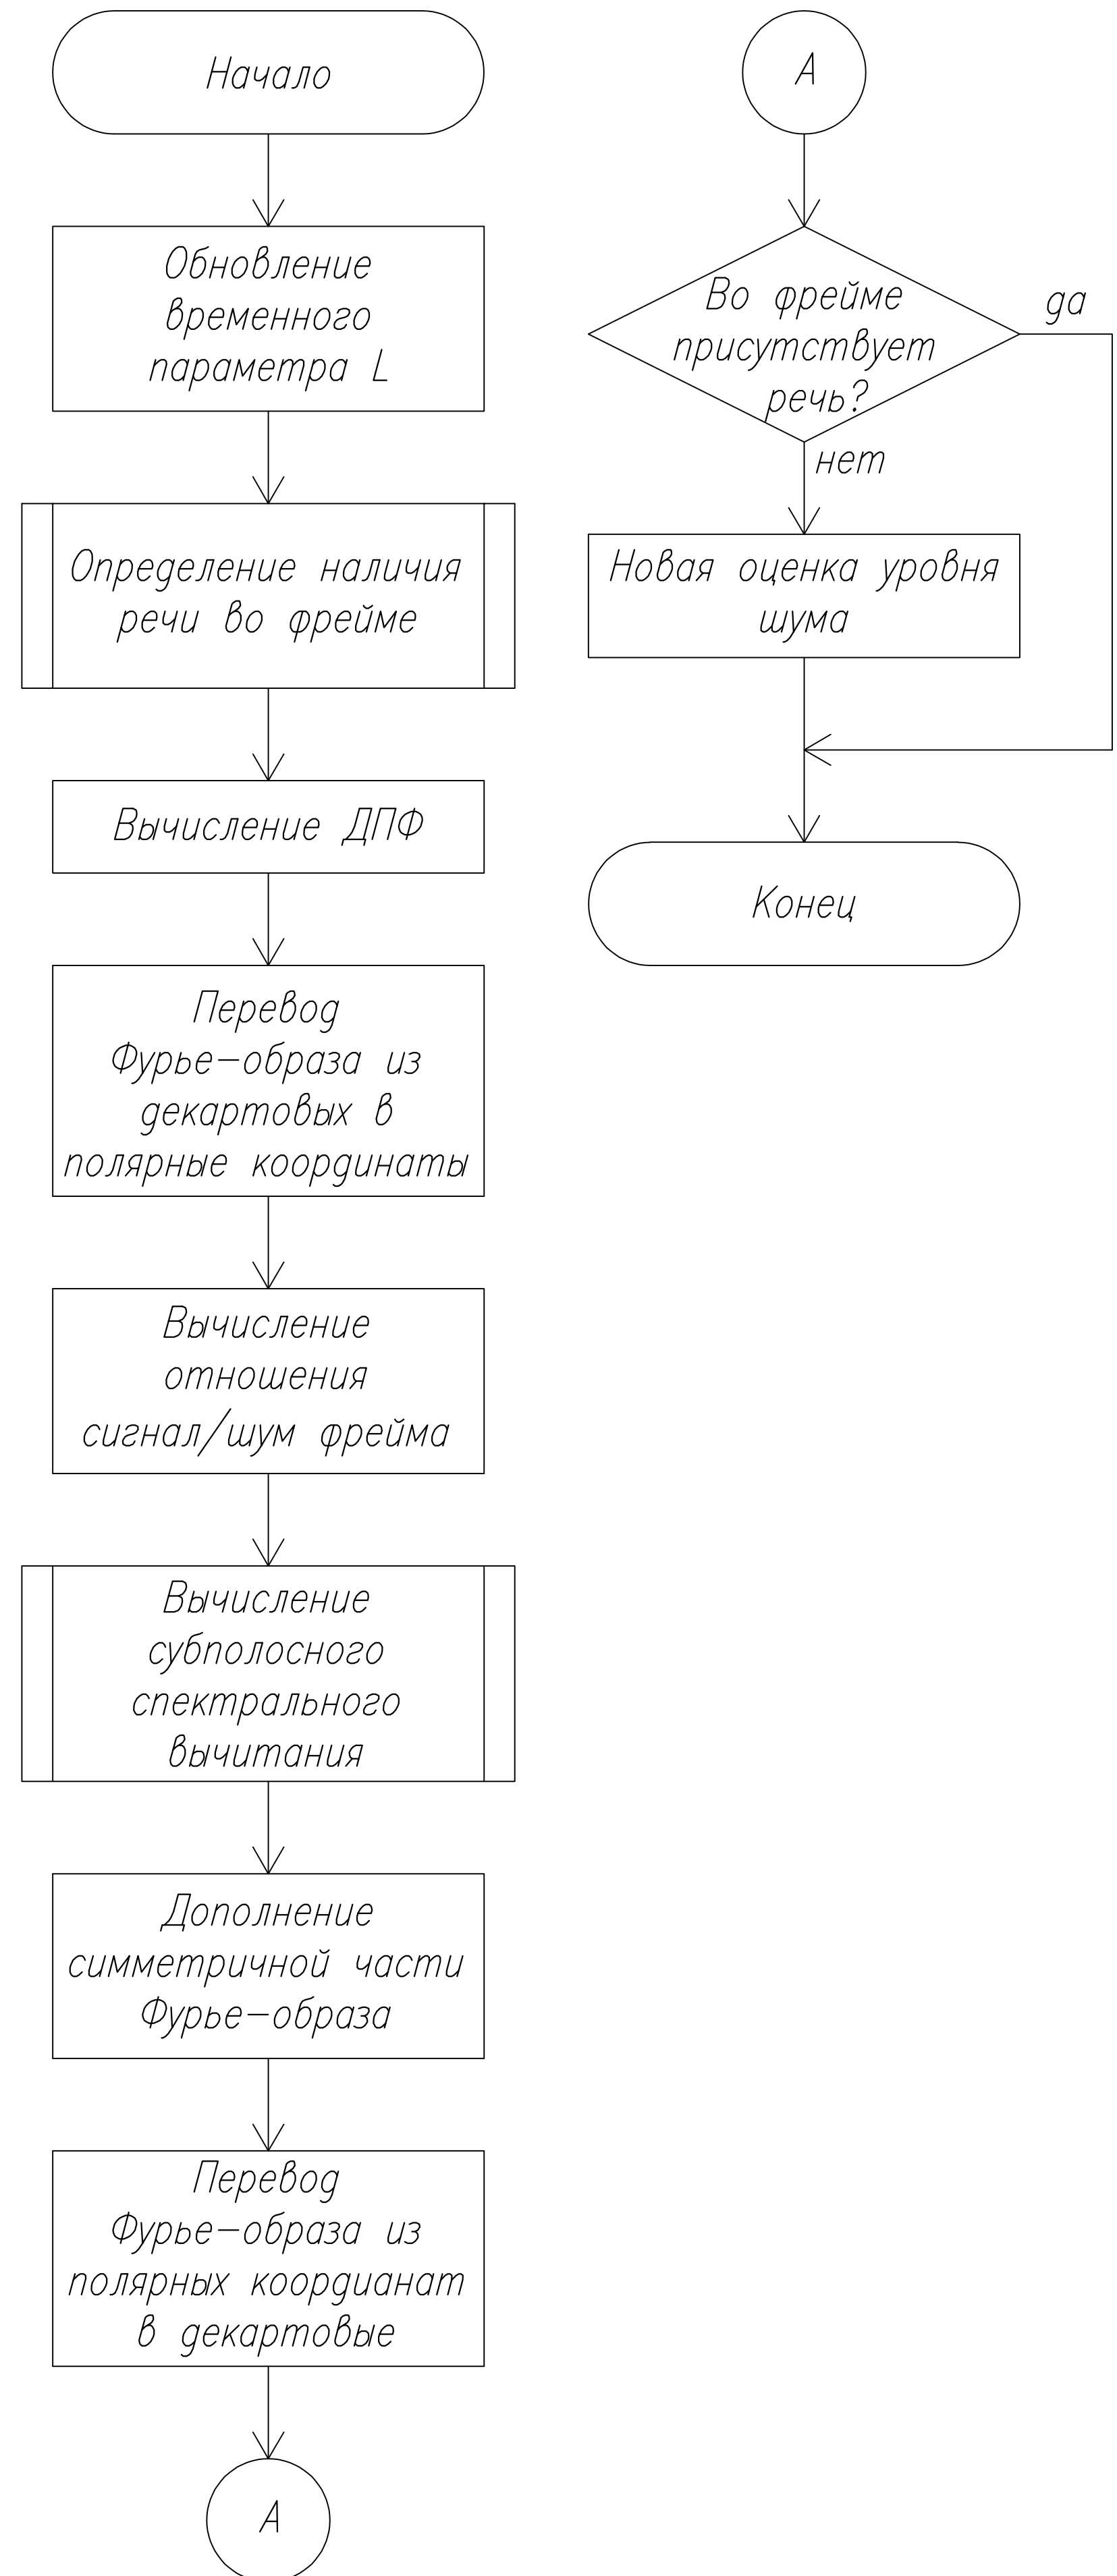 Начало
Обновление
временного
параметра L
Определение наличия
речи во фрейме
Вычисление ДПФ
Перевод
Фурье-образа из
декартовых в
полярные координаты
Вычисление
отношения
сигнал/шум фрейма
Вычисление
субполосного
спектрального
вычитания
Дополнение
симметричной части
Фурье-образа
Перевод
Фурье-образа из
полярных коордианат
в декартовые
А
А
Во фрейме
присутствует
речь?
да
нет
Новая оценка уровня
шума
Конец